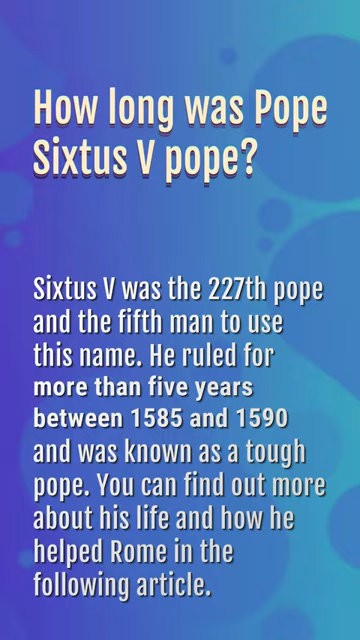 How long was Pope
Sixtus V pope?
Sixtus V was the 227th pope
and the fifth man to use
this name. He ruled for
more than five years
between 1585 and 1590
and was known as a tough
pope. You can find out more
about his life and how he
helped Rome in the
following article.